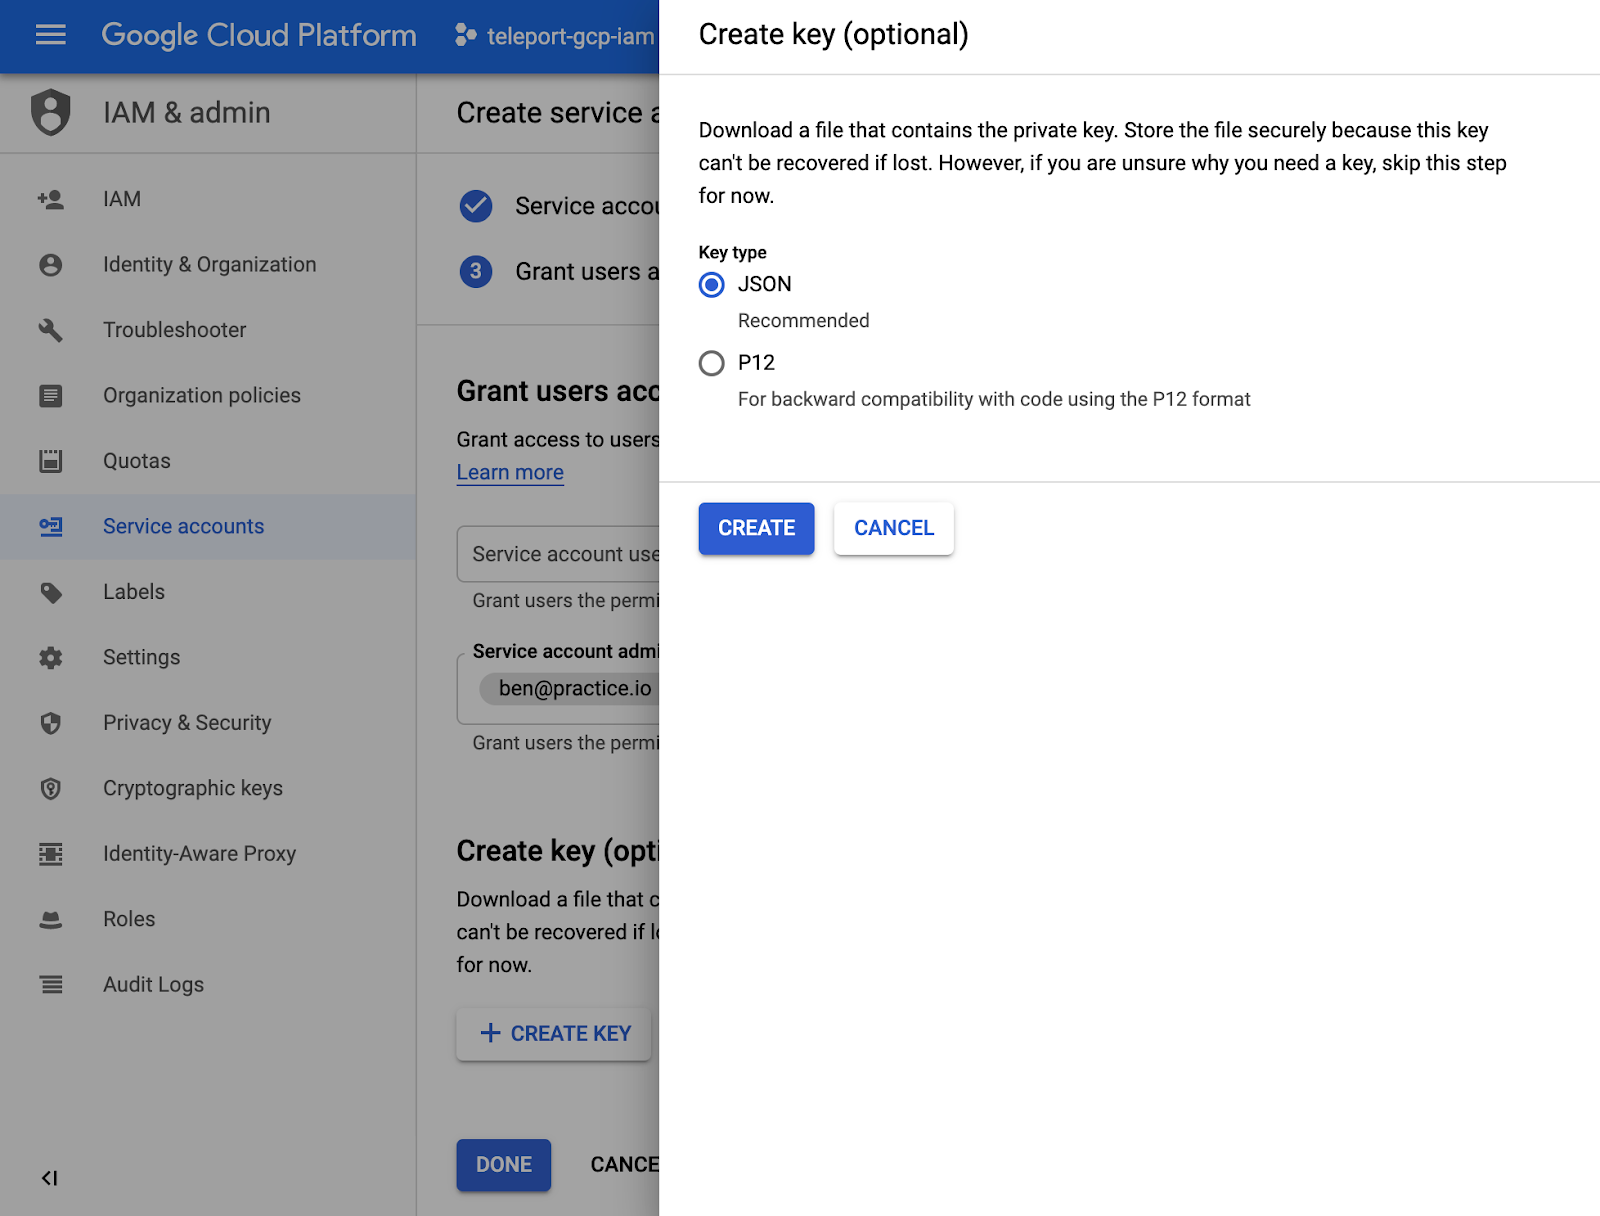 Google Cloud Platform
teleport-gcp-iam
IAM & admin
IAM
Identity & Organization
Troubleshooter
Organization policies
Quotas
Service accounts
Labels
Settings
Privacy & Security
Cryptographic keys
Identity-Aware Proxy
Roles
Audit Logs
Create service a
Service accou
3 Grant users a
Grant users acc
Grant access to users
Learn more
Service account use
Grant users the permi
Service account admi
ben@practice.io
Grant users the permi
Create key (opti
Download a file that c
can't be recovered if l
for now.
CREATE KEY
DONE CANCE
Create key (optional)
Download a file that contains the private key. Store the file securely because this key
can't be recovered if lost. However, if you are unsure why you need a key, skip this step
for now.
Key type
JSON
Recommended
P12
For backward compatibility with code using the P12 format
CREATE CANCEL